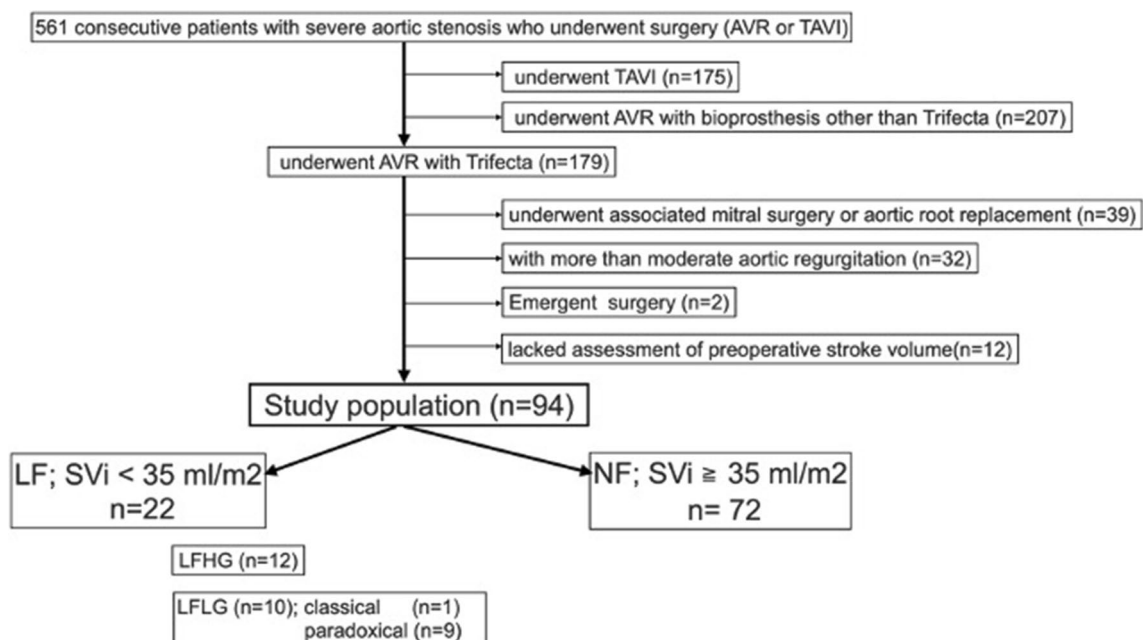 561 consecutive patients with severe aortic stenosis who underwent surgery (AVR or TAVI)
underwent TAVI (n=175)
underwent AVR with bioprosthesis other than Trifecta (n=207)
underwent AVR with Trifecta (n=179)
underwent associated mitral surgery or aortic root replacement (n=39)
with more than moderate aortic regurgitation (n=32)
Emergent surgery (n=2)
lacked assessment of preoperative stroke volume(n=12)
Study population (n=94)
LF; SVi < 35 ml/m2
n=22
NF; SVi ≧ 35 ml/m2
n= 72
LFHG (n=12)
LFLG (n=10); classical (n=1)
paradoxical (n=9)